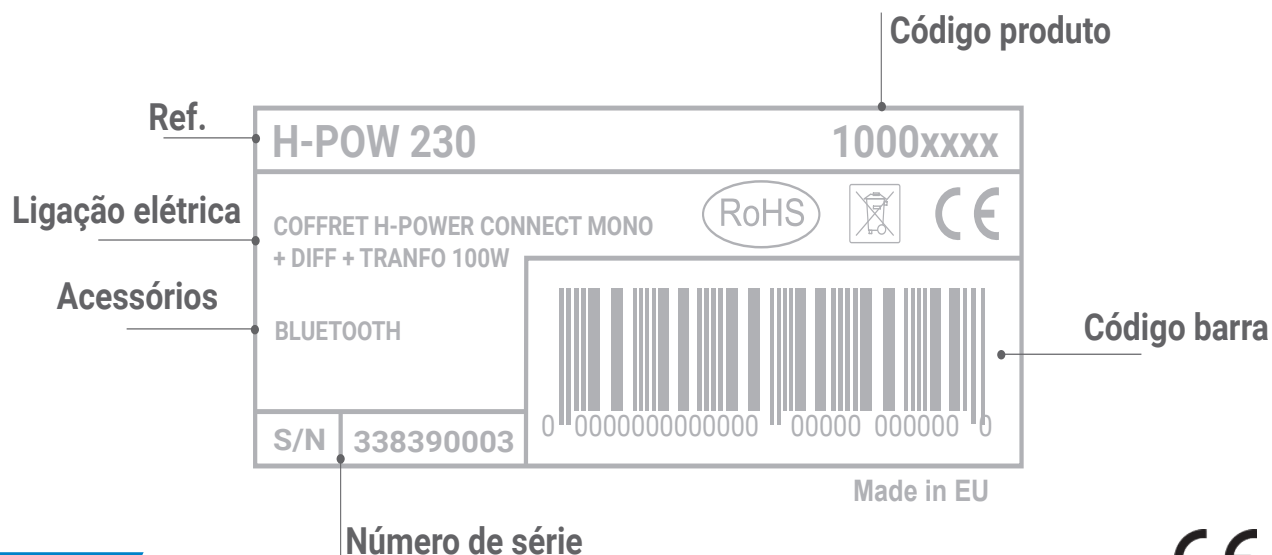 Código produto
Ref.
H-POW 230
1000xxxx
Ligação elétrica
COFFRET H-POWER CONNECT MONO
+ DIFF + TRANFO 100W
RoHS
CE
Acessórios
BLUETOOTH
Código barra
S/N
338390003
0 0000000000000 00000 000000 0
Made in EU
Número de série
CE